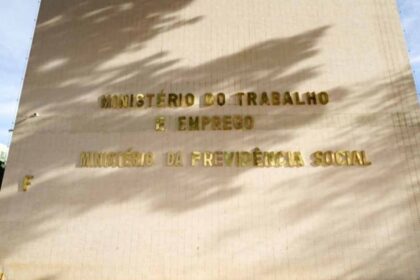 MINISTÉRIO DO TRABALHO
E EMPREGO
MINISTÉRIO DA PREVIDÊNCIA SOCIAL
F